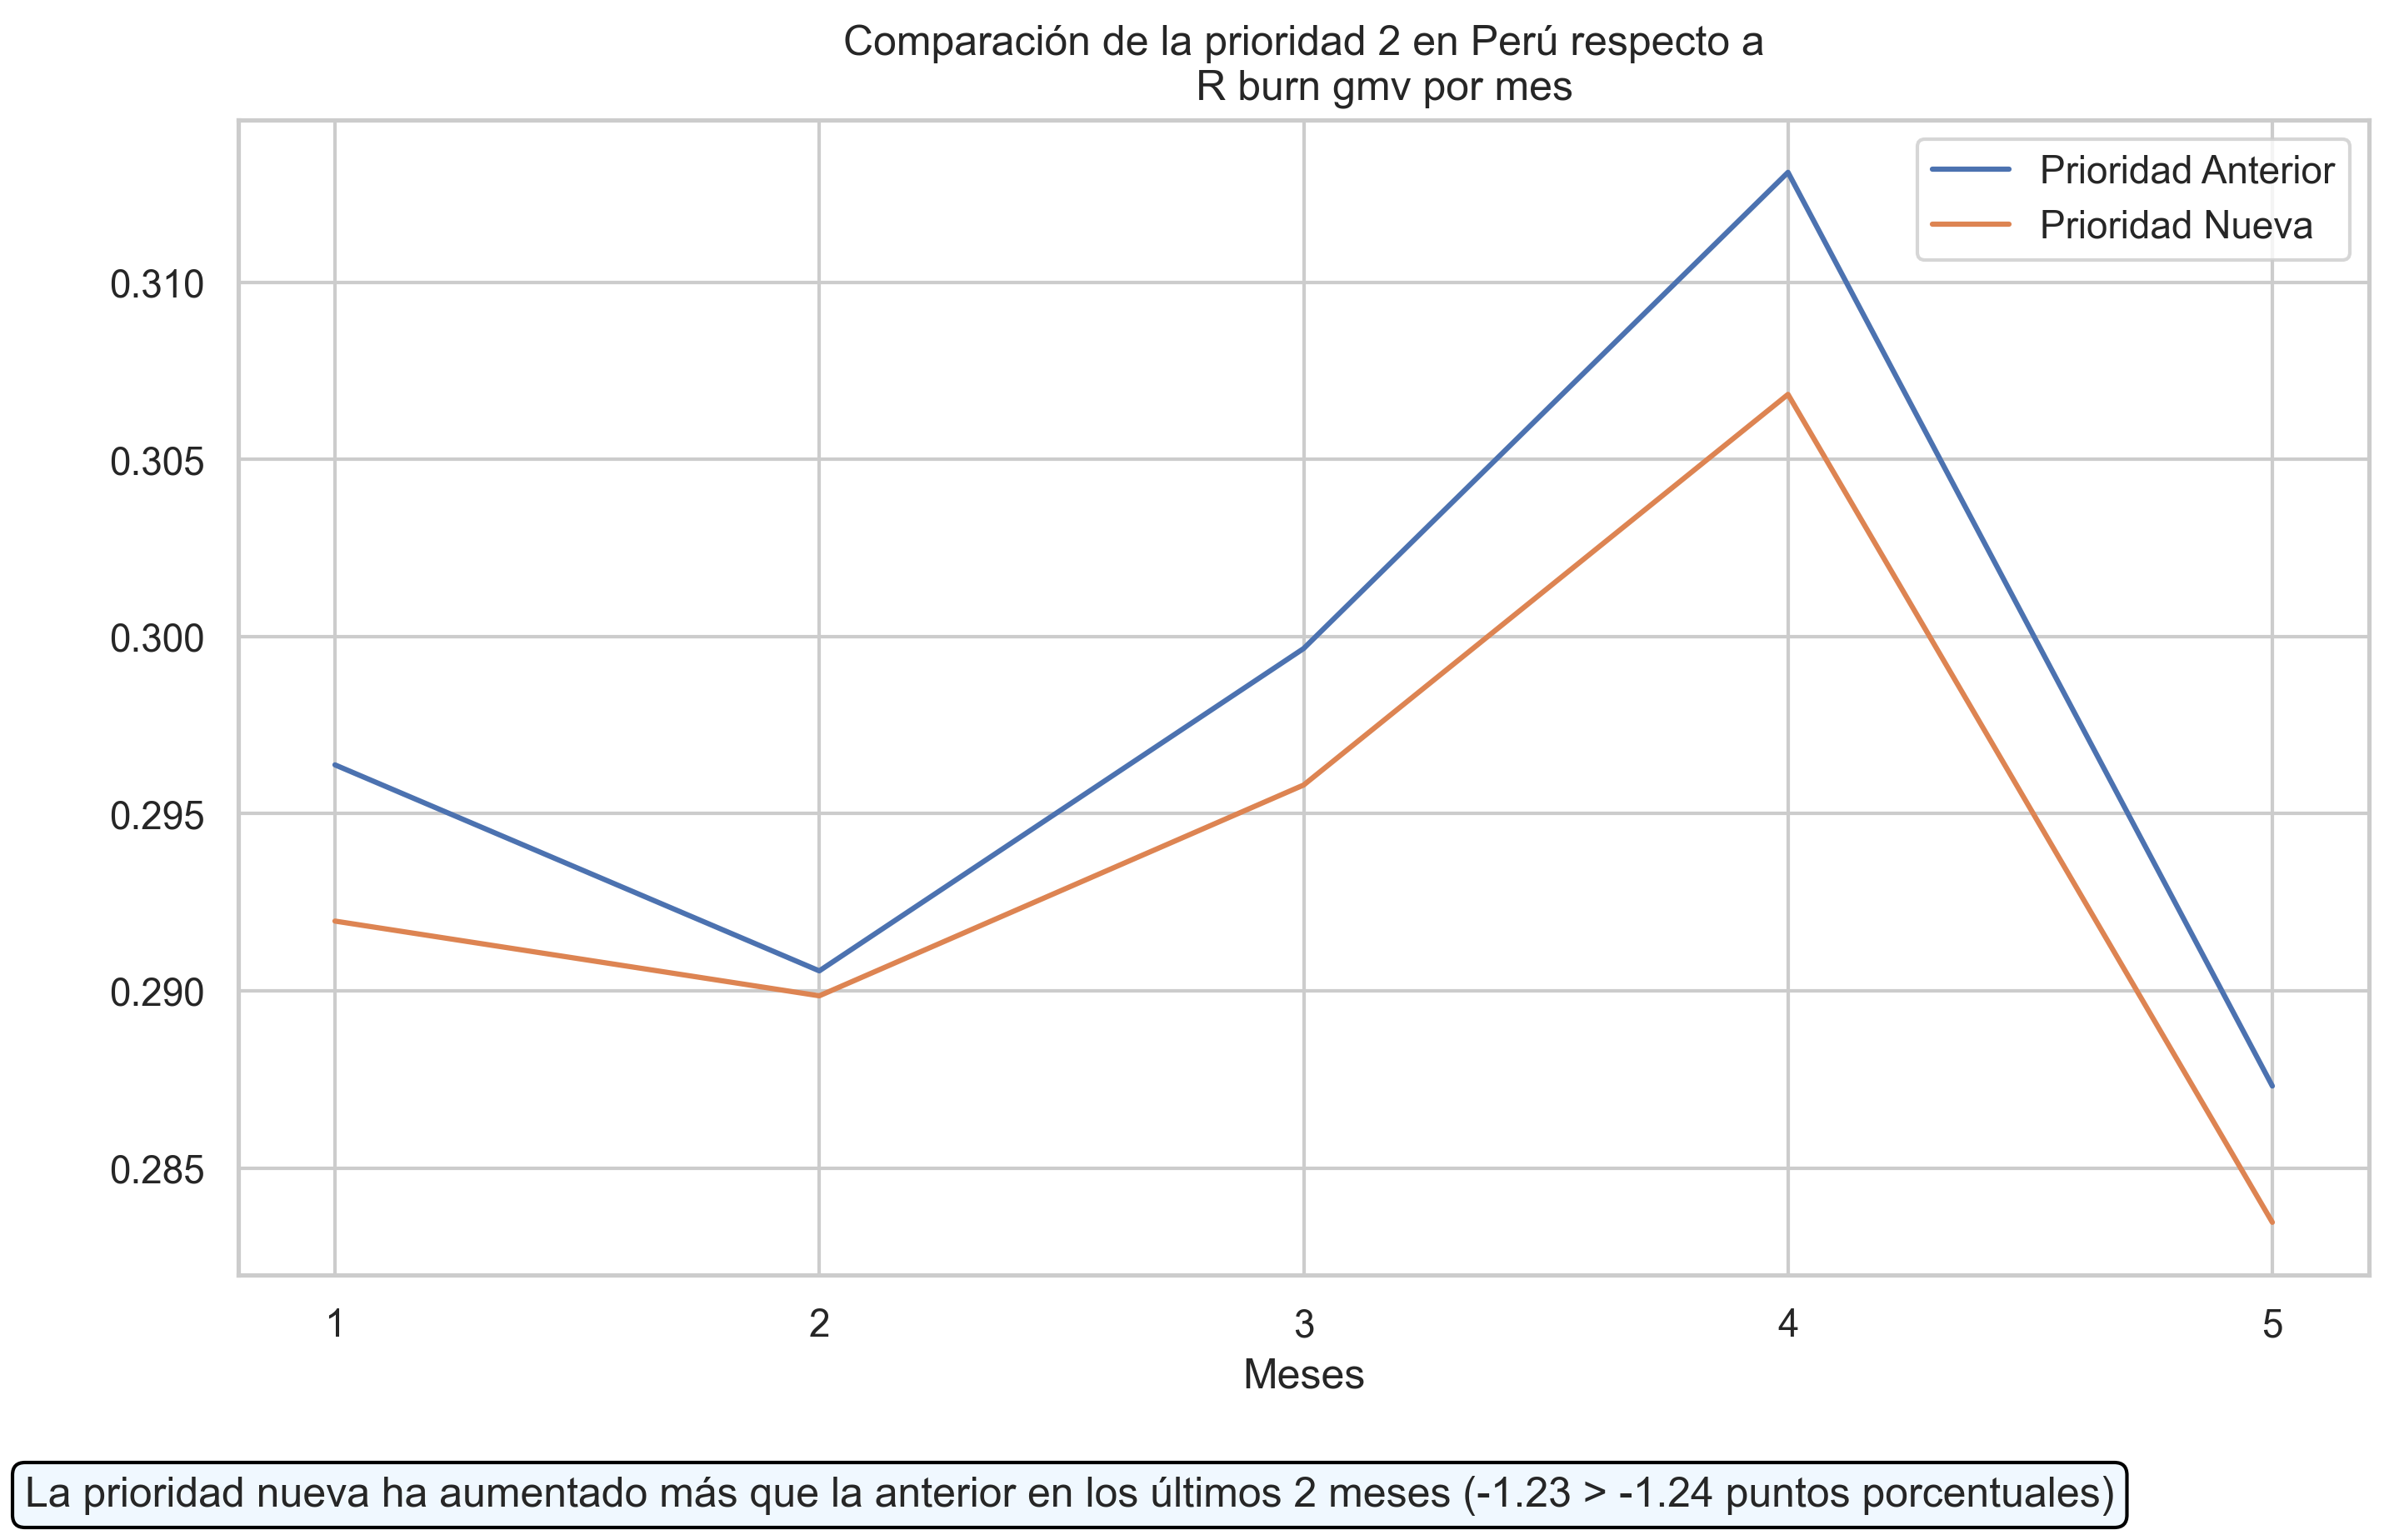 Comparación de la prioridad 2 en Perú respecto a
R burn gmv por mes
Prioridad Anterior
Prioridad Nueva
0.310
0.305
0.300
0.295
0.290
0.285
1 2 3 4 5
Meses
La prioridad nueva ha aumentado más que la anterior en los últimos 2 meses (-1.23 > -1.24 puntos porcentuales)